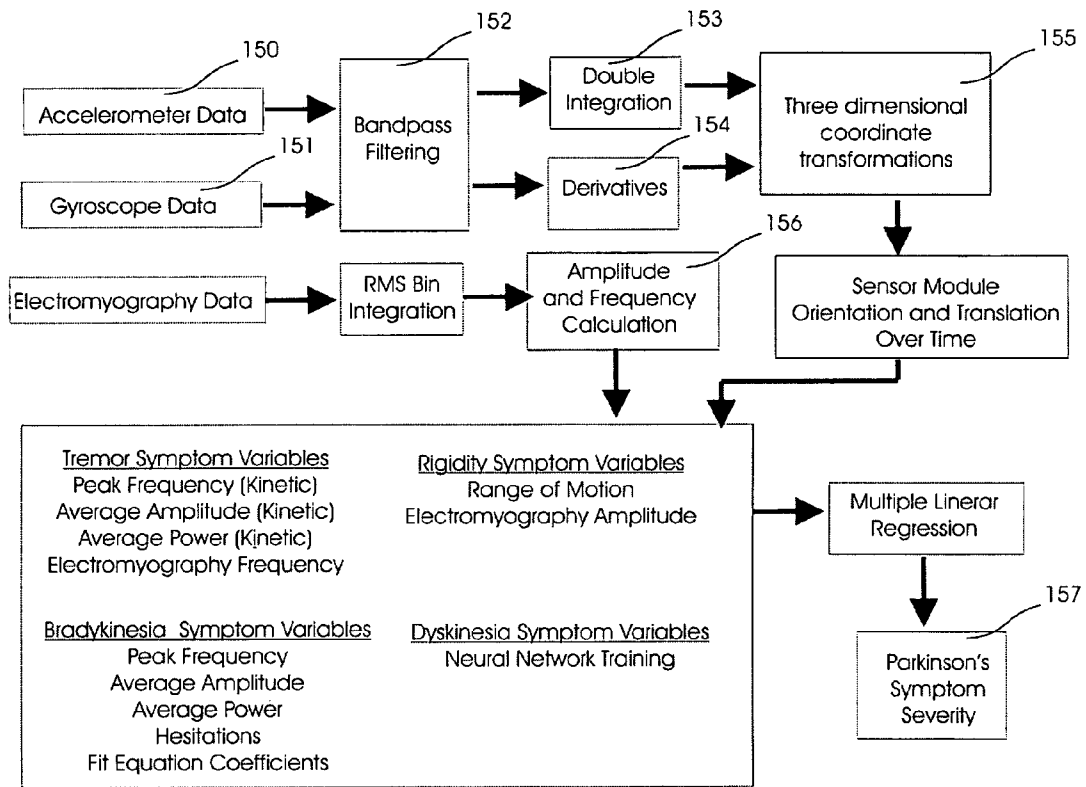 150
152
153
155
Accelerometer Data
Bandpass
Filtering
Double
Integration
Three dimensional
coordinate
transformations
151
154
Gyroscope Data
Derivatives
156
Electromyography Data
RMS Bin
Integration
Amplitude
and Frequency
Calculation
Sensor Module
Orientation and Translation
Over Time
Tremor Symptom Variables
Peak Frequency (Kinetic)
Average Amplitude (Kinetic)
Average Power (Kinetic)
Electromyography Frequency
Rigidity Symptom Variables
Range of Motion
Electromyography Amplitude
Bradykinesia Symptom Variables
Peak Frequency
Average Amplitude
Average Power
Hesitations
Fit Equation Coefficients
Dyskinesia Symptom Variables
Neural Network Training
Multiple Linerar
Regression
157
Parkinson's
Symptom
Severity